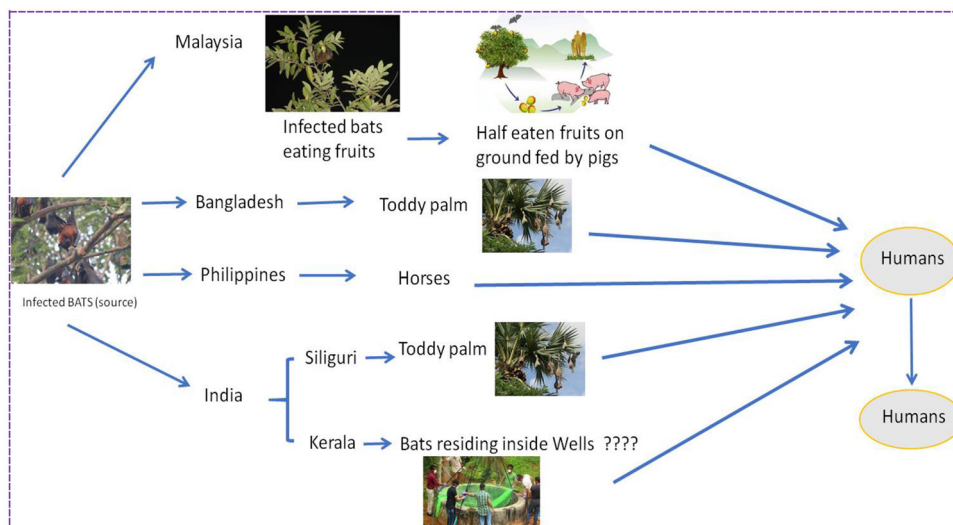 Malaysia
Infected bats
eating fruits
Half eaten fruits on
ground fed by pigs
Bangladesh
Toddy palm
Philippines
Horses
Humans
Infected BATS (source)
Siliguri
Toddy palm
India
Humans
Kerala
Bats residing inside Wells ????